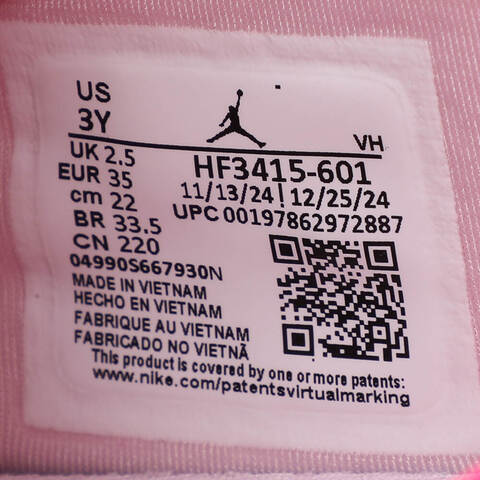 US
3Y
VH
UK 2.5
EUR 35
cm 22
BR 33.5
CN 220
HF3415-601
11/13/24 | 12/25/24
UPC 00197862972887
04990S667930N
MADE IN VIETNAM
HECHO EN VIETNAM
FABRIQUE AU VIETNAM
FABRICADO NO VIETNÃ
This product is covered by one or more patents:
www.nike.com/patentsvirtualmarking